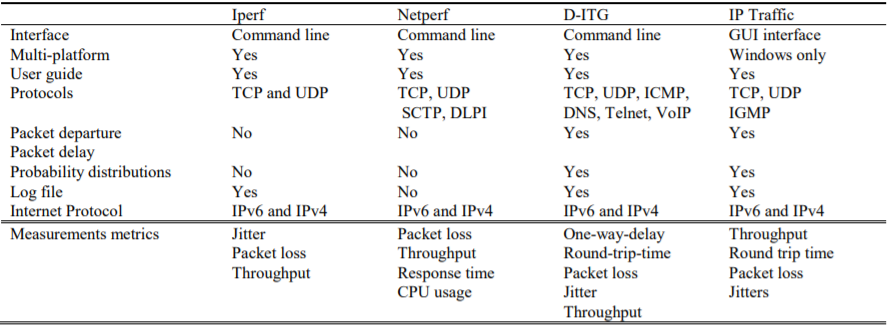 Iperf Netperf D-ITG IP Traffic
Interface Command line Command line Command line GUI interface
Multi-platform Yes Yes Yes Windows only
User guide Yes Yes Yes Yes
Protocols TCP and UDP TCP, UDP TCP, UDP, ICMP, TCP, UDP
SCTP, DLPI DNS, Telnet, VoIP IGMP
Packet departure No No Yes Yes
Packet delay
Probability distributions No No Yes Yes
Log file Yes No Yes Yes
Internet Protocol IPv6 and IPv4 IPv6 and IPv4 IPv6 and IPv4 IPv6 and IPv4
Measurements metrics Jitter Packet loss One-way-delay Throughput
Packet loss Throughput Round-trip-time Round trip time
Throughput Response time Packet loss Packet loss
CPU usage Jitter Jitters
Throughput